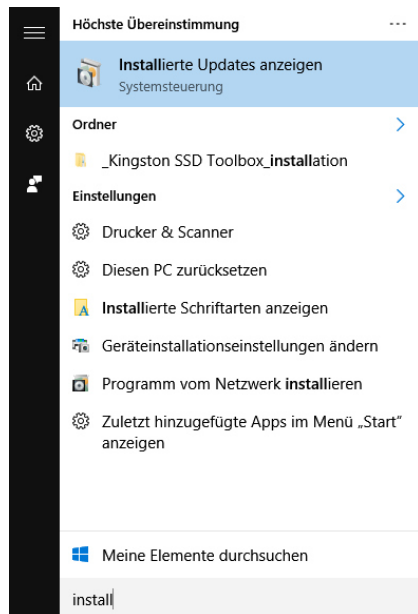 Höchste Übereinstimmung
Installierte Updates anzeigen
Systemsteuerung
Ordner
_Kingston SSD Toolbox_installation
Einstellungen
Drucker & Scanner
Diesen PC zurücksetzen
Installierte Schriftarten anzeigen
Geräteinstallationseinstellungen ändern
Programm vom Netzwerk installieren
Zuletzt hinzugefügte Apps im Menü „Start“
anzeigen
Meine Elemente durchsuchen
install